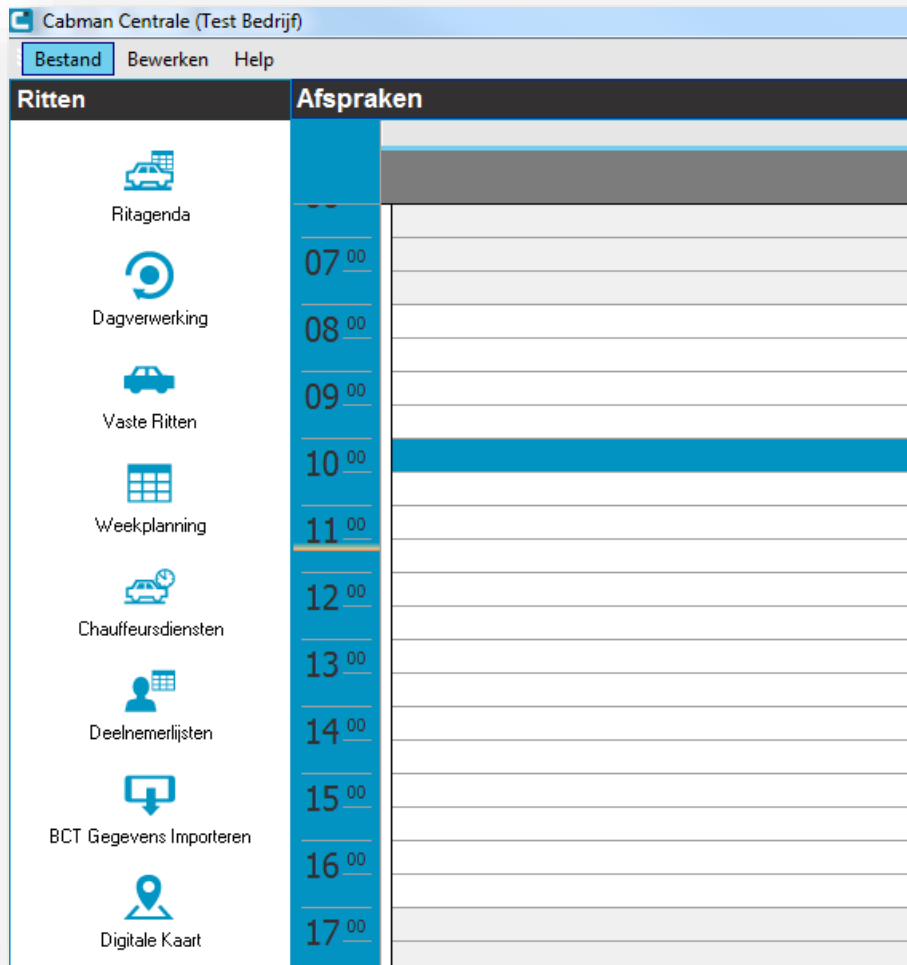 Cabman Centrale (Test Bedrijf)
Bestand Bewerken Help
Ritten
Ritagenda
Dagverwerking
Vaste Ritten
Weekplanning
Chauffeursdiensten
Deelnemerlijsten
BCT Gegevens Importeren
Digitale Kaart
Afspraken
07 00
08 00
09 00
10 00
11 00
12 00
13 00
14 00
15 00
16 00
17 00